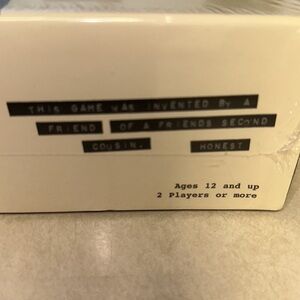 THIS GAME WAS INVENTED BY A
FRIEND OF A FRIENDS SECOND
COUSIN. HONEST
Ages 12 and up
2 Players or more